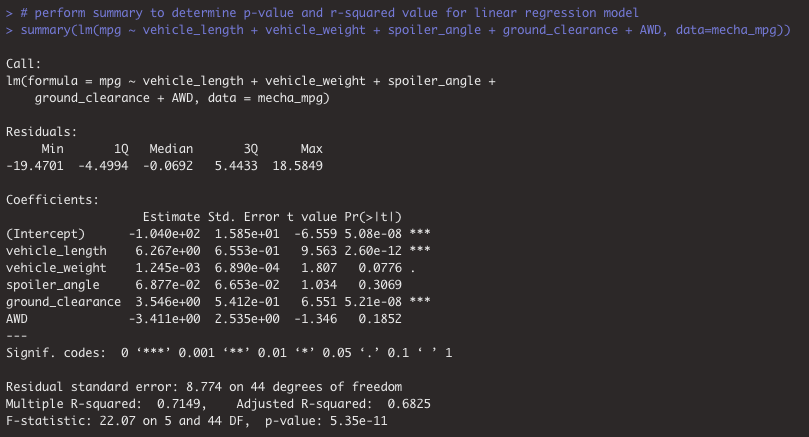 > # perform summary to determine p-value and r-squared value for linear regression model
> summary(lm(mpg ~ vehicle_length + vehicle_weight + spoiler_angle + ground_clearance + AWD, data=mecha_mpg))
Call:
lm(formula = mpg ~ vehicle_length + vehicle_weight + spoiler_angle +
    ground_clearance + AWD, data = mecha_mpg)
Residuals:
     Min       1Q   Median       3Q      Max
-19.4701  -4.4994  -0.0692   5.4433  18.5849
Coefficients:
                   Estimate Std. Error t value Pr(>|t|)
(Intercept)      -1.040e+02  1.585e+01  -6.559 5.08e-08 ***
vehicle_length    6.267e+00  6.553e-01   9.563 2.60e-12 ***
vehicle_weight    1.245e-03  6.890e-04   1.807   0.0776 .
spoiler_angle     6.877e-02  6.653e-02   1.034   0.3069
ground_clearance  3.546e+00  5.412e-01   6.551 5.21e-08 ***
AWD              -3.411e+00  2.535e+00  -1.346   0.1852
---
Signif. codes:  0 ‘***’ 0.001 ‘**’ 0.01 ‘*’ 0.05 ‘.’ 0.1 ‘ ’ 1
Residual standard error: 8.774 on 44 degrees of freedom
Multiple R-squared:  0.7149,    Adjusted R-squared:  0.6825
F-statistic: 22.07 on 5 and 44 DF,  p-value: 5.35e-11